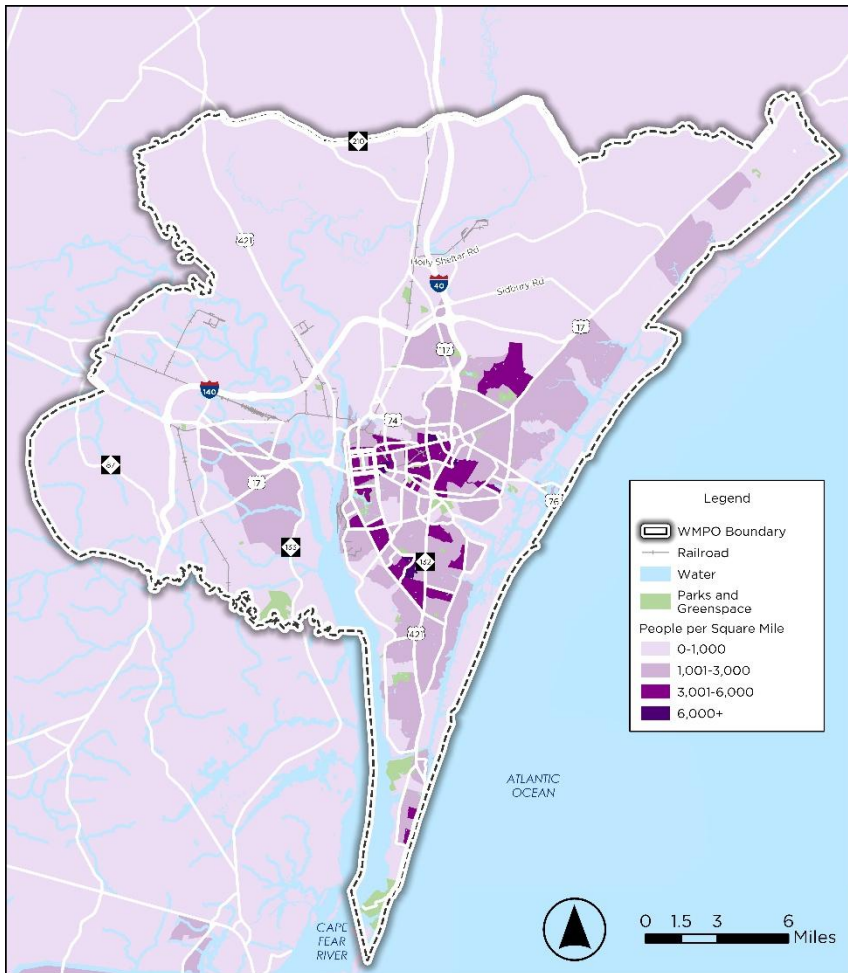 210
421
Holly Shelter Rd
40
Sidbury Rd
17
117
140
74
87
17
76
133
132
421
Legend
WMPO Boundary
Railroad
Water
Parks and
Greenspace
People per Square Mile
0-1,000
1,001-3,000
3,001-6,000
6,000+
ATLANTIC
OCEAN
CAPE
FEAR
RIVER
0 1.5 3 6
Miles